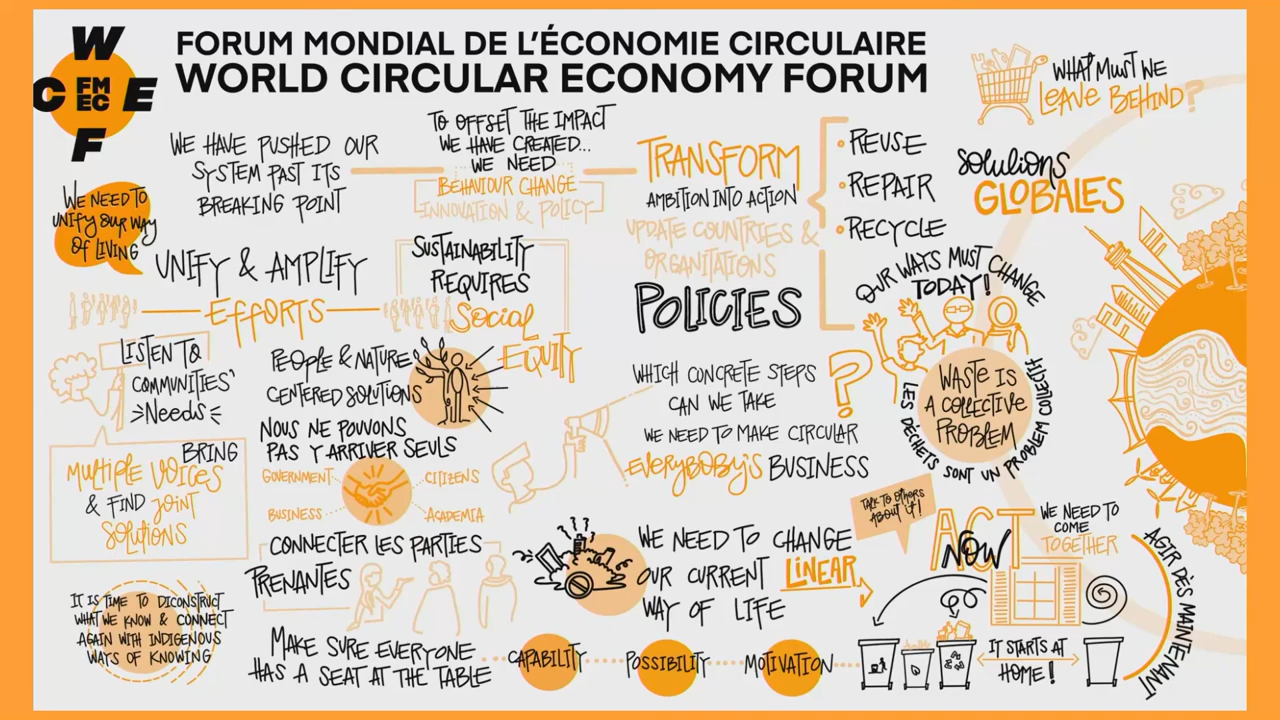 W
C FM EC E
F
FORUM MONDIAL DE L'ÉCONOMIE CIRCULAIRE
WORLD CIRCULAR ECONOMY FORUM
WHAT MUST WE
LEAVE BEHIND?
WE HAVE PUSHED OUR
SYSTEM PAST ITS
BREAKING POINT
TO OFFSET THE IMPACT
WE HAVE CREATED...
WE NEED
BEHAVIOUR CHANGE
INNOVATION & POLICY
TRANSFORM
AMBITION INTO ACTION
UPDATE COUNTRIES &
ORGANITATIONS
POLICIES
REUSE
REPAIR
RECYCLE
SOLUTIONS
GLOBALES
WE NEED TO
UNIFY OUR WAY
OF LIVING
UNIFY & AMPLIFY
EFFORTS
SUSTAINABILITY
REQUIRES
SOCIAL
EQUITY
OUR WAYS MUST CHANGE
TODAY!
WASTE IS
A COLLECTIVE
PROBLEM
LES DÉCHETS SONT UN PROBLEM COLLECTIF
LISTEN TO
COMMUNITIES'
NEEDS
BRING
MULTIPLE VOICES
& FIND JOINT
SOLUTIONS
PEOPLE & NATURE
CENTERED SOLUTIONS
NOUS NE POUVONS
PAS Y ARRIVER SEULS
GOVERNMENT
CITIZENS
BUSINESS
ACADEMIA
CONNECTER LES PARTIES
PRENANTES
WHICH CONCRETE STEPS
CAN WE TAKE
?
WE NEED TO MAKE CIRCULAR
EVERYBOBY'S BUSINESS
TALK TO OTHERS
ABOUT IT!
ACT
NOW
WE NEED TO
COME
TOGETHER
AGIR DÈS MAINTENANT
WE NEED TO CHANGE
OUR CURRENT LINEAR
WAY OF LIFE
IT IS TIME TO DICONSTRUCT
WHAT WE KNOW & CONNECT
AGAIN WITH INDIGENOUS
WAYS OF KNOWING
MAKE SURE EVERYONE
HAS A SEAT AT THE TABLE
CAPABILITY
POSSIBILITY
MOTIVATION
IT STARTS AT
HOME!